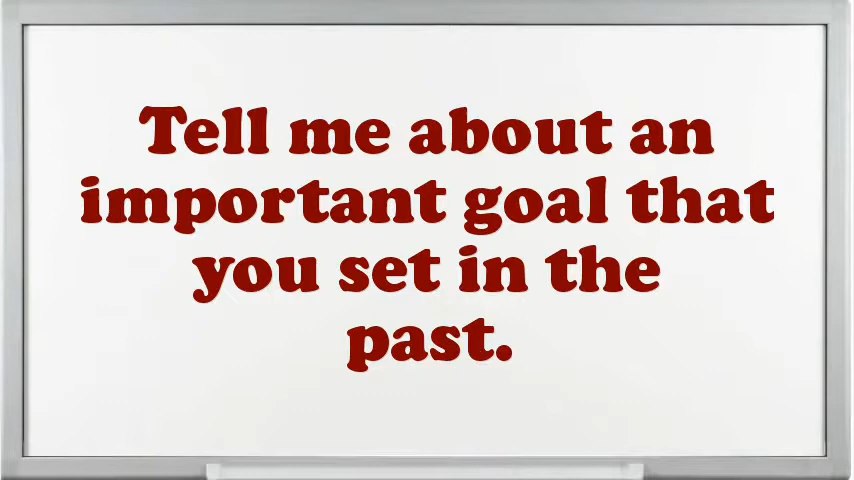 Tell me about an
important goal that
you set in the
past.